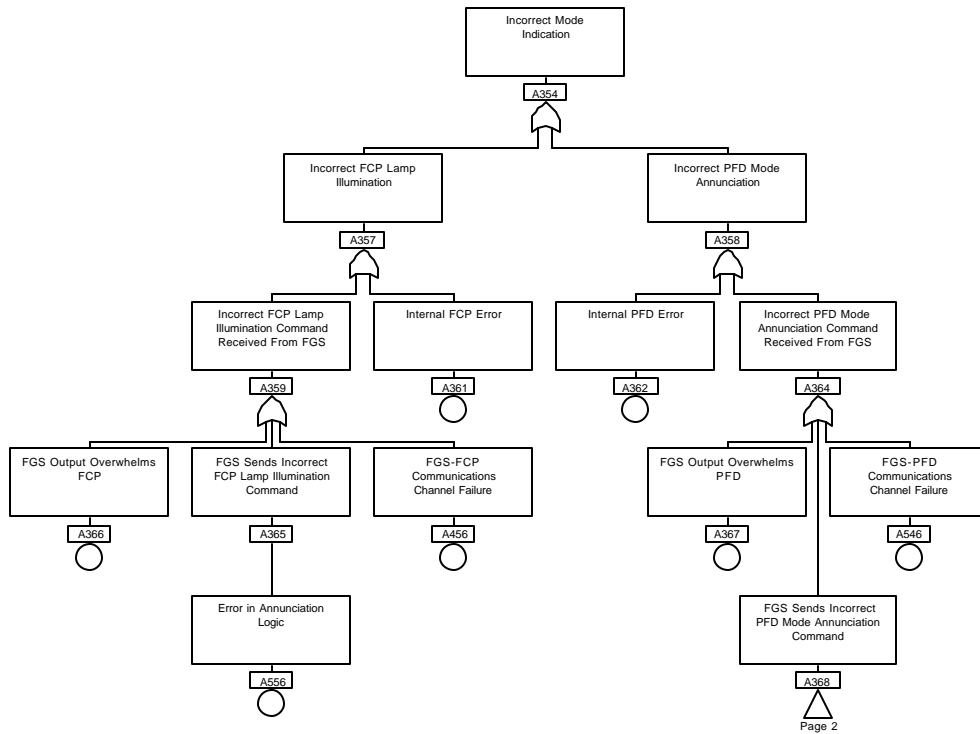 Incorrect Mode
Indication
A354
Incorrect FCP Lamp
Illumination
A357
Incorrect PFD Mode
Annunciation
A358
Incorrect FCP Lamp
Illumination Command
Received From FGS
A359
Internal FCP Error
A361
Internal PFD Error
A362
Incorrect PFD Mode
Annunciation Command
Received From FGS
A364
FGS Output Overwhelms
FCP
A366
FGS Sends Incorrect
FCP Lamp Illumination
Command
A365
FGS-FCP
Communications
Channel Failure
A456
FGS Output Overwhelms
PFD
A367
FGS-PFD
Communications
Channel Failure
A546
Error in Annunciation
Logic
A556
FGS Sends Incorrect
PFD Mode Annunciation
Command
A368
Page 2